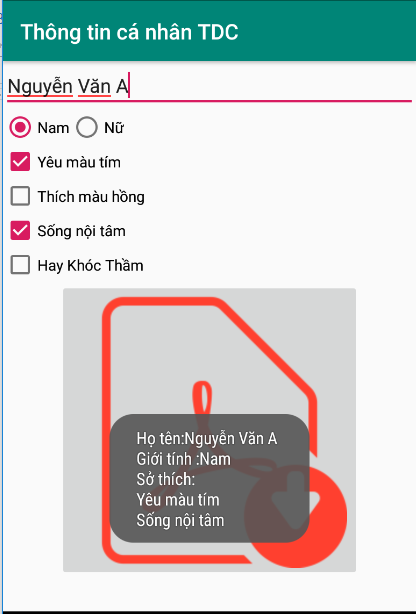 Thông tin cá nhân TDC
Nguyễn Văn A
Nam Nữ
Yêu màu tím
Thích màu hồng
Sống nội tâm
Hay Khóc Thầm
Họ tên:Nguyễn Văn A
Giới tính :Nam
Sở thích:
Yêu màu tím
Sống nội tâm